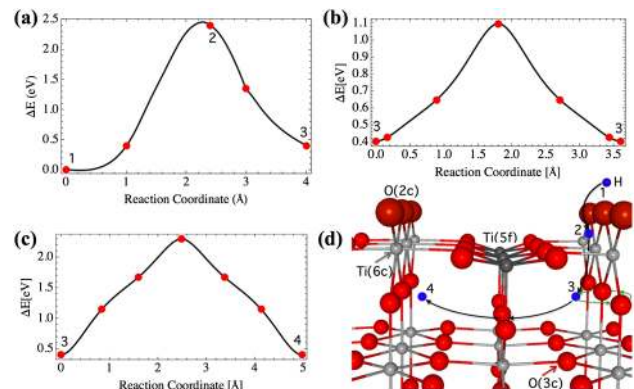 (a)
ΔE (eV)
2.5
2.0
1.5
1.0
0.5
0.0
1
2
3
0 1 2 3 4
Reaction Coordinate (Å)
(b)
ΔE[eV]
1.1
1.0
0.9
0.8
0.7
0.6
0.5
0.4
3
3
0.0 0.5 1.0 1.5 2.0 2.5 3.0 3.5
Reaction Coordinate [Å]
(c)
ΔE[eV]
2.0
1.5
1.0
0.5
3
4
0 1 2 3 4 5
Reaction Coordinate [Å]
(d)
H
1
O(2c)
Ti(5f)
2
Ti(6c)
4
3
O(3c)